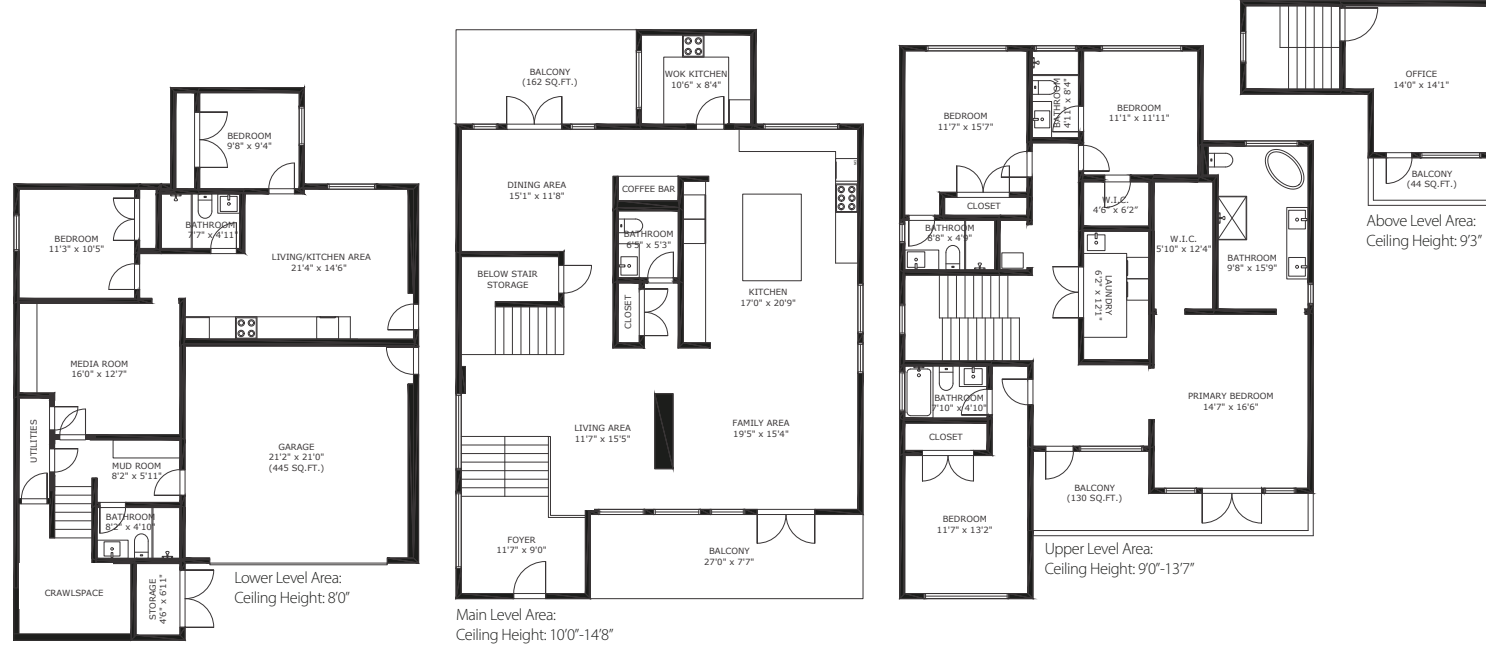 BEDROOM
9'8" x 9'4"
BEDROOM
11'3" x 10'5"
BATHROOM
7'7" x 4'11"
LIVING/KITCHEN AREA
21'4" x 14'6"
MEDIA ROOM
16'0" x 12'7"
UTILITIES
MUD ROOM
8'2" x 5'11"
GARAGE
21'2" x 21'0"
(445 SQ.FT.)
BATHROOM
8'2" x 4'10"
CRAWLSPACE
STORAGE
4'6" x 6'11"
Lower Level Area:
Ceiling Height: 8'0”
BALCONY
(162 SQ.FT.)
WOK KITCHEN
10'6" x 8'4"
DINING AREA
15'1" x 11'8"
COFFEE BAR
BATHROOM
6'5" x 5'3"
BELOW STAIR
STORAGE
CLOSET
KITCHEN
17'0" x 20'9"
LIVING AREA
11'7" x 15'5"
FAMILY AREA
19'5" x 15'4"
FOYER
11'7" x 9'0"
BALCONY
27'0" x 7'7"
Main Level Area:
Ceiling Height: 10'0”-14'8”
BEDROOM
11'7" x 15'7"
BATHROOM
4'11" x 8'4"
BEDROOM
11'1" x 11'11"
CLOSET
W.I.C.
4'6" x 6'2"
BATHROOM
8'8" x 4'9"
W.I.C.
5'10" x 12'4"
BATHROOM
9'8" x 15'9"
LAUNDRY
6'2" x 12'1"
BATHROOM
7'10" x 4'10"
CLOSET
PRIMARY BEDROOM
14'7" x 16'6"
BALCONY
(130 SQ.FT.)
BEDROOM
11'7" x 13'2"
Upper Level Area:
Ceiling Height: 9'0”-13'7”
OFFICE
14'0" x 14'1"
BALCONY
(44 SQ.FT.)
Above Level Area:
Ceiling Height: 9'3”